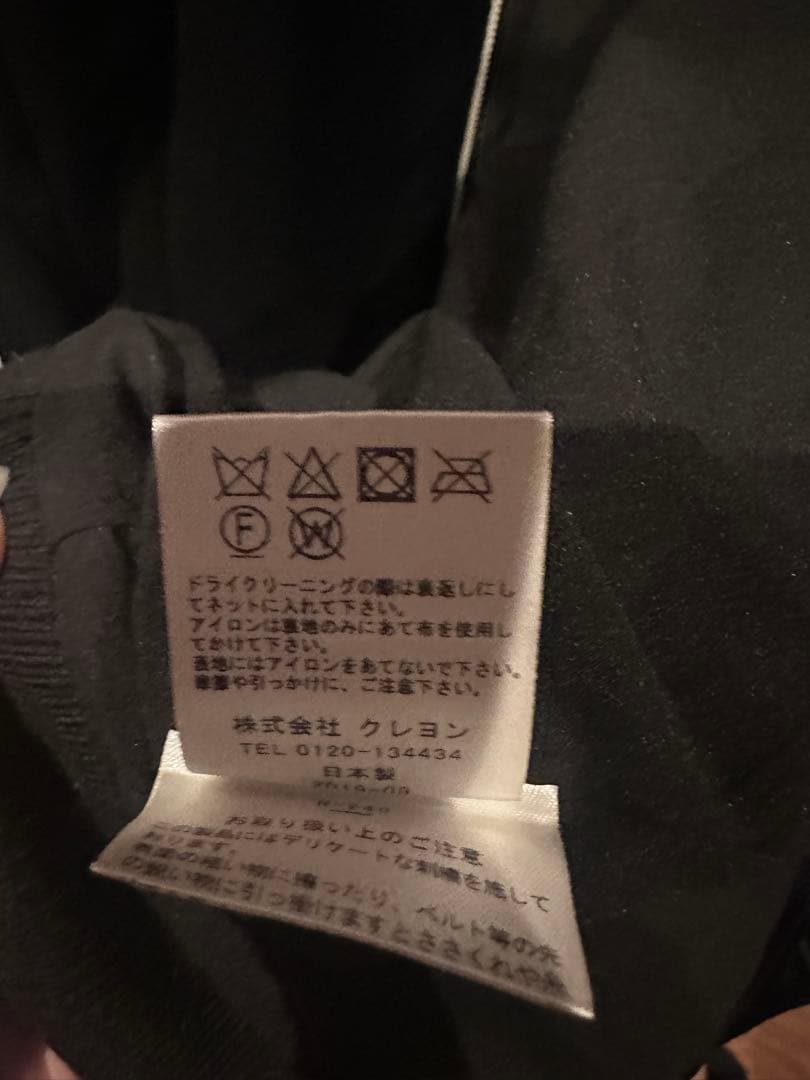 F W
ドライクリーニングの際は裏返しにし
てネットに入れて下さい。
アイロンは裏地のみにあて布を使用し
てかけて下さい。
表地にはアイロンをあてないで下さい。
摩擦や引っかけに、ご注意下さい。
株式会社 クレヨン
TEL 0120-134434
日本製
2019-09
お取り扱い上のご注意
この製品にはデリケートな刺繍を施して
おります。
表面の粗い物に擦ったり、ベルト等の先
の鋭い物に引っ掛けますとささくれや糸